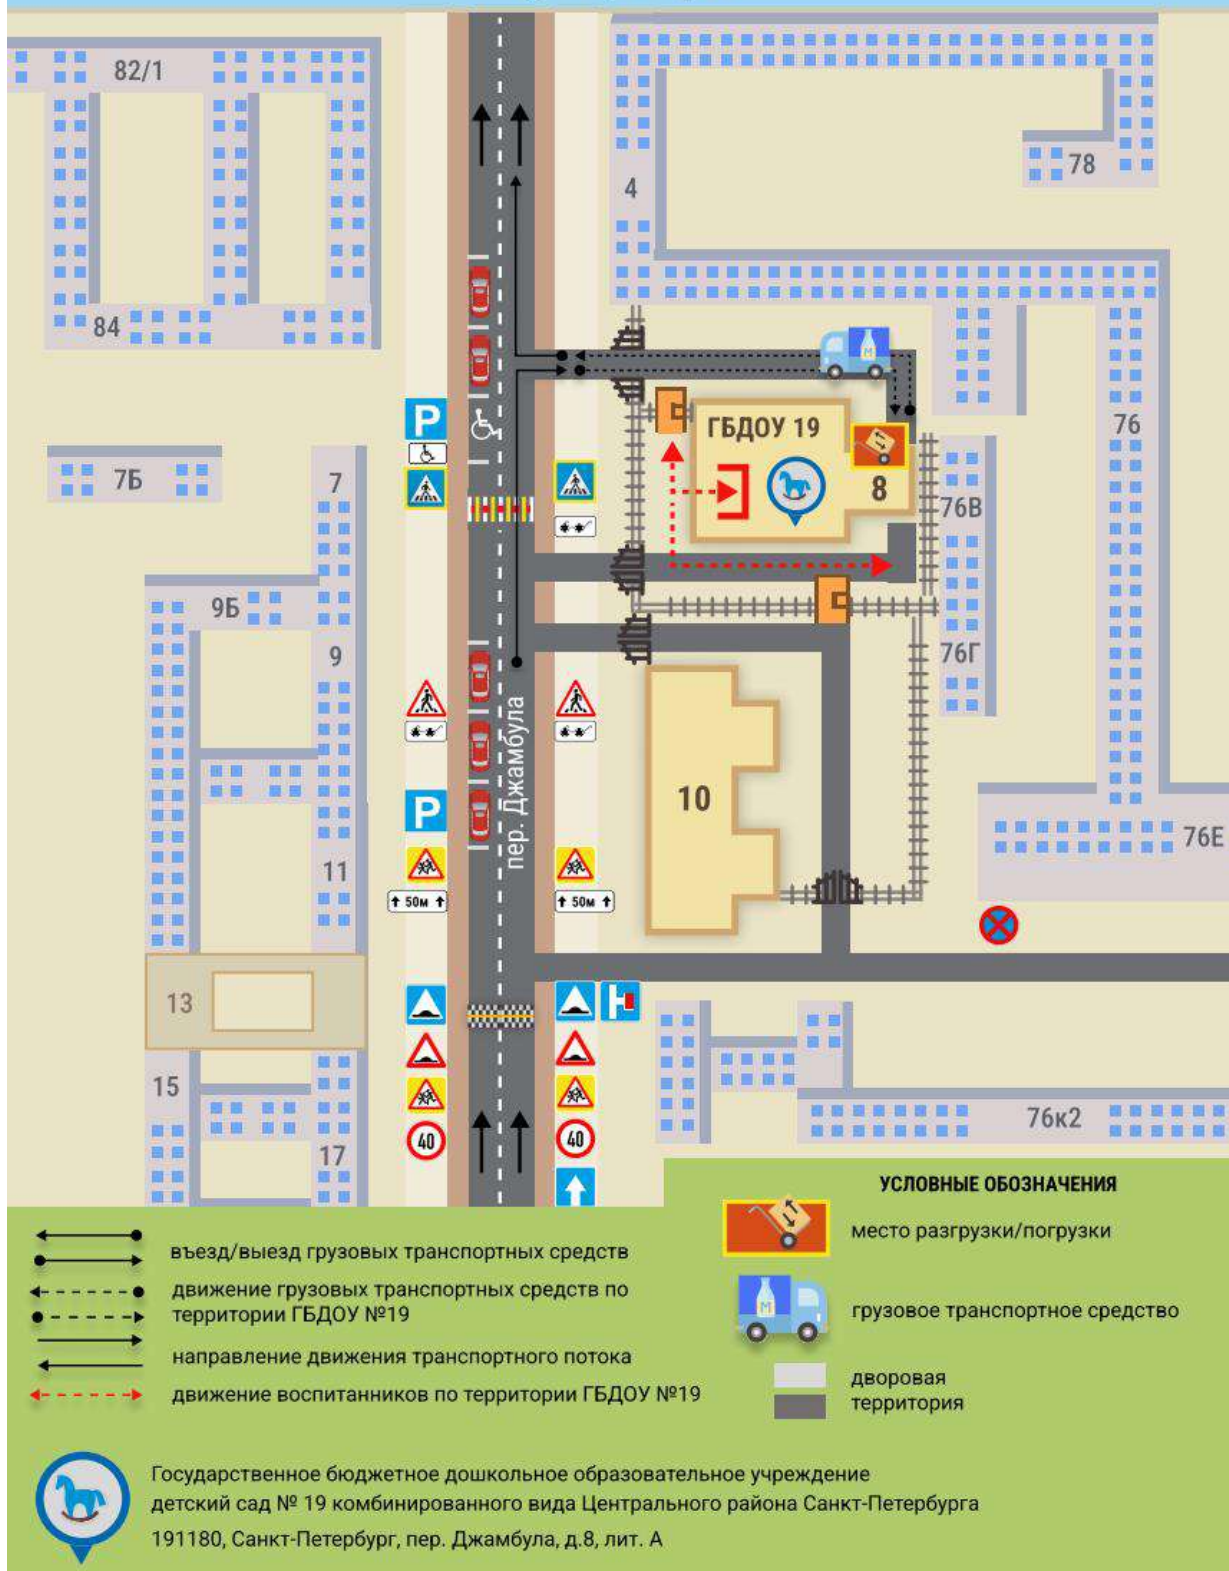 82/1
78
4
84
P
ГБДОУ 19
8
76
7Б
7
76В
9Б
9
76Г
пер. Джамбула
10
P
76Е
11
↑ 50м ↑
↑ 50м ↑
13
15
40
40
76к2
17
УСЛОВНЫЕ ОБОЗНАЧЕНИЯ
въезд/выезд грузовых транспортных средств
движение грузовых транспортных средств по
территории ГБДОУ №19
направление движения транспортного потока
движение воспитанников по территории ГБДОУ №19
место разгрузки/погрузки
M
грузовое транспортное средство
дворовая
территория
Государственное бюджетное дошкольное образовательное учреждение
детский сад № 19 комбинированного вида Центрального района Санкт-Петербурга
191180, Санкт-Петербург, пер. Джамбула, д.8, лит. А